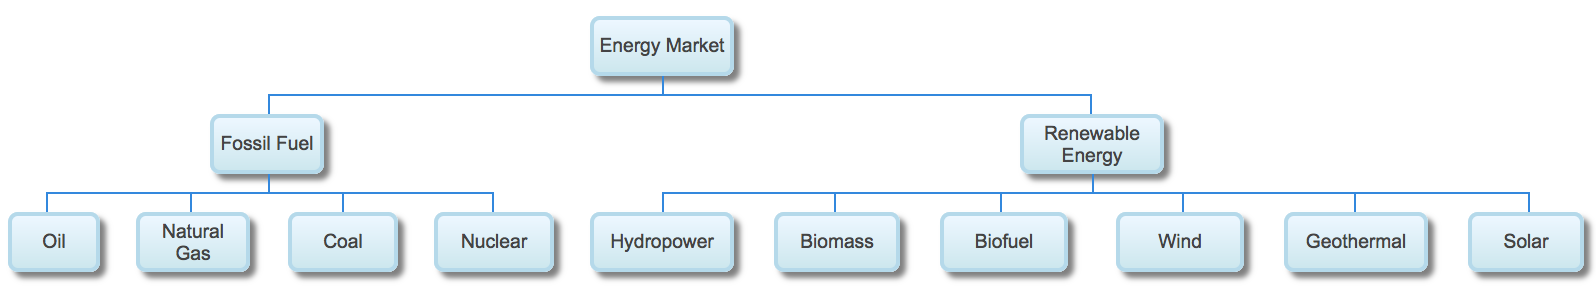 Energy Market
Fossil Fuel
Renewable
Energy
Oil
Natural
Gas
Coal
Nuclear
Hydropower
Biomass
Biofuel
Wind
Geothermal
Solar